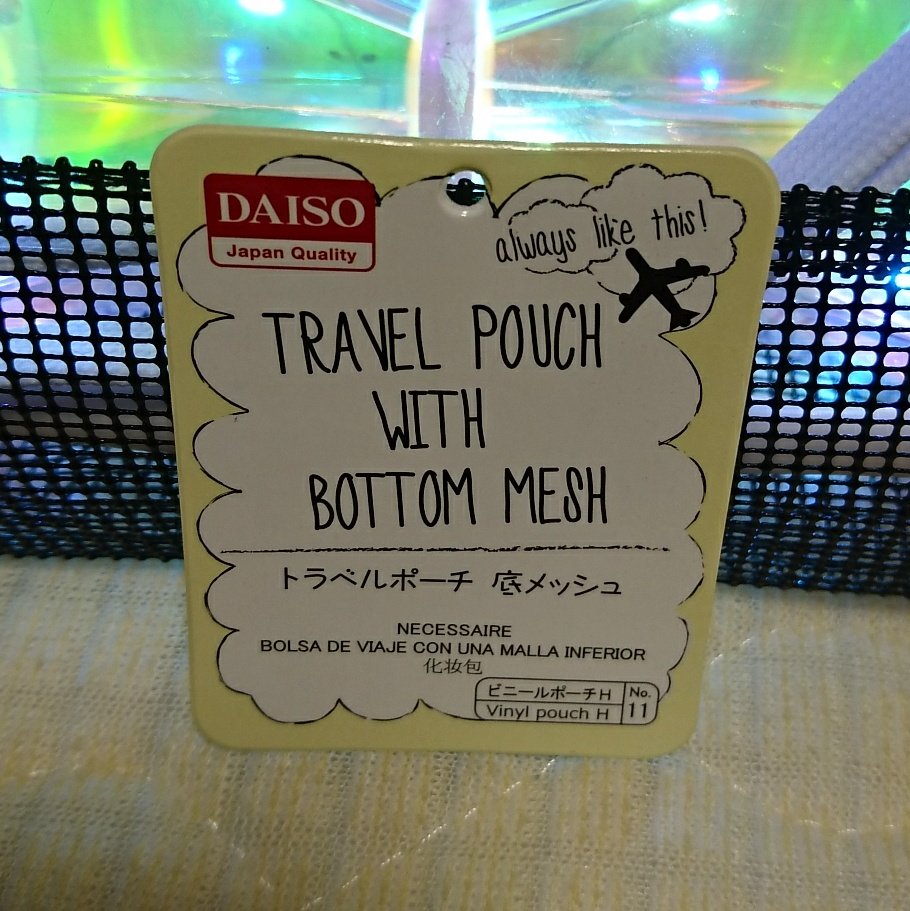 DAISO
Japan Quality
always like this!
TRAVEL POUCH
WITH
BOTTOM MESH
トラベルポーチ 底メッシュ
NECESSAIRE
BOLSA DE VIAJE CON UNA MALLA INFERIOR
化妆包
ビニールポーチH
Vinyl pouch H
No.
11